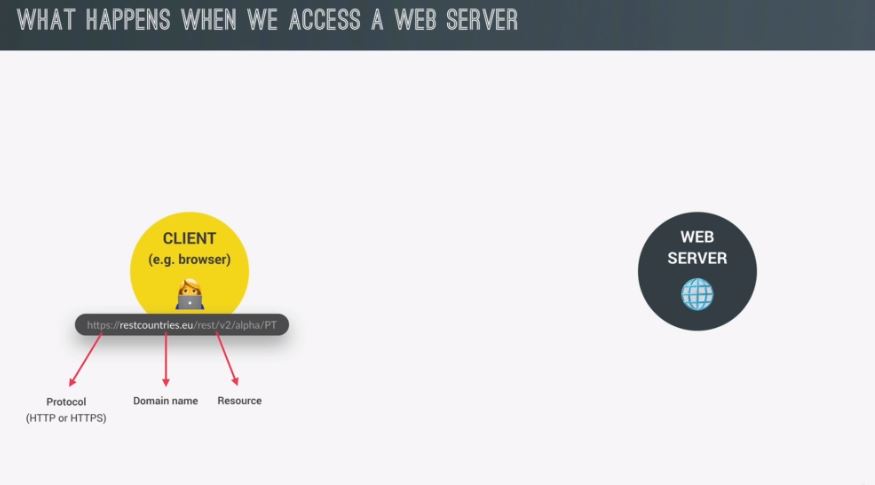 WHAT HAPPENS WHEN WE ACCESS A WEB SERVER
CLIENT
(e.g. browser)
WEB
SERVER
https://restcountries.eu/rest/v2/alpha/PT
Protocol
(HTTP or HTTPS)
Domain name
Resource